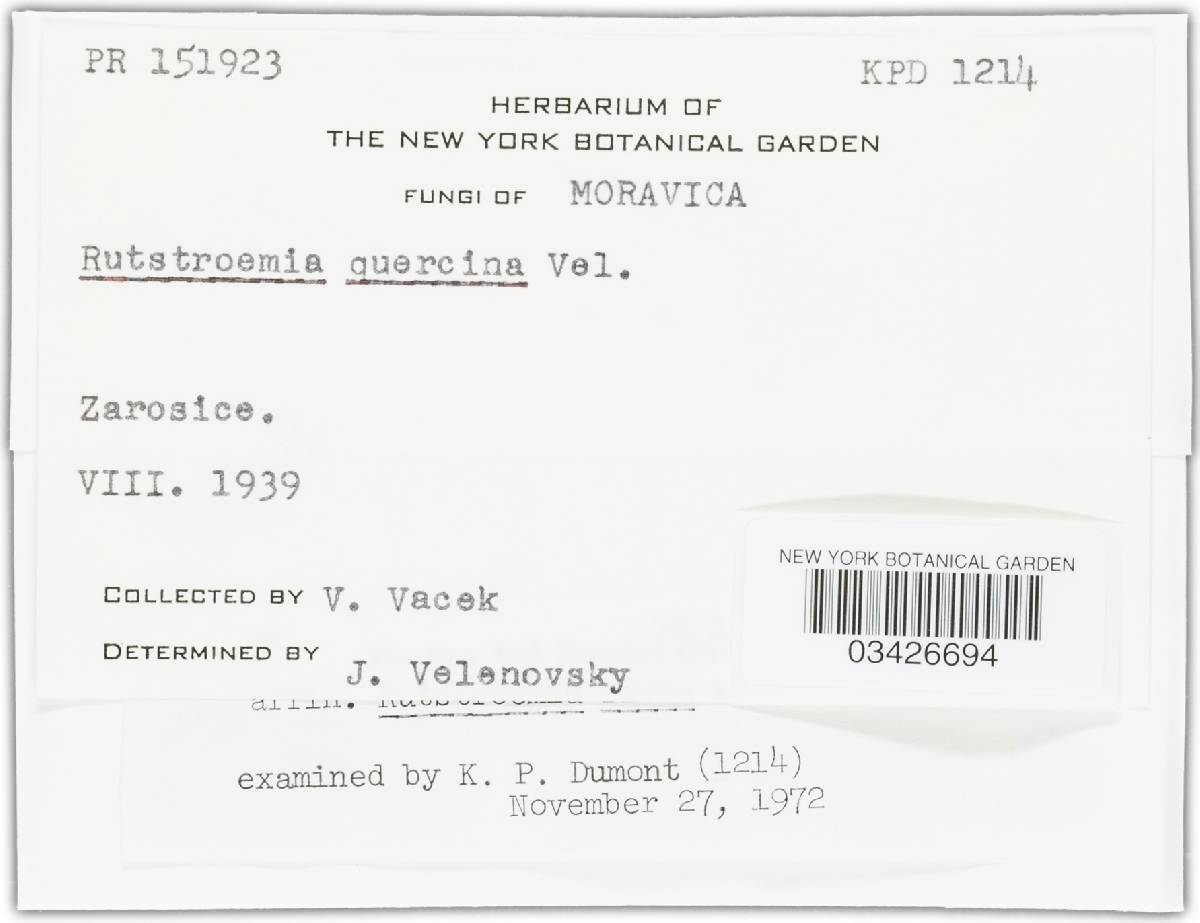 PR 151923
KPD 1214
HERBARIUM OF
THE NEW YORK BOTANICAL GARDEN
FUNGI OF MORAVICA
Rutstroemia quercina Vel.
Zarosice.
VIII. 1939
COLLECTED BY V. Vacek
DETERMINED BY J. Velenovsky
NEW YORK BOTANICAL GARDEN
03426694
affin. Rutstroemia
examined by K. P. Dumont (1214)
November 27, 1972